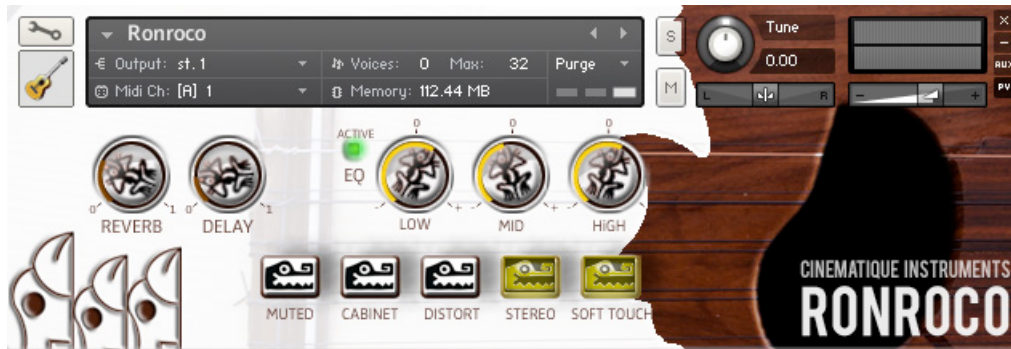 Ronroco
S
Tune
X
Output: st.1
Voices: 0 Max: 32
Purge
0.00
–
AUX
Midi Ch: [A] 1
Memory: 112.44 MB
M
L
R
–
+
PV
ACTIVE
0
0
0
EQ
0
1
0
1
-
+
-
+
-
+
REVERB
DELAY
LOW
MID
HiGH
MUTED
CABINET
DISTORT
STEREO
SOFT TOUCH
CINEMATIQUE INSTRUMENTS
RONROCO